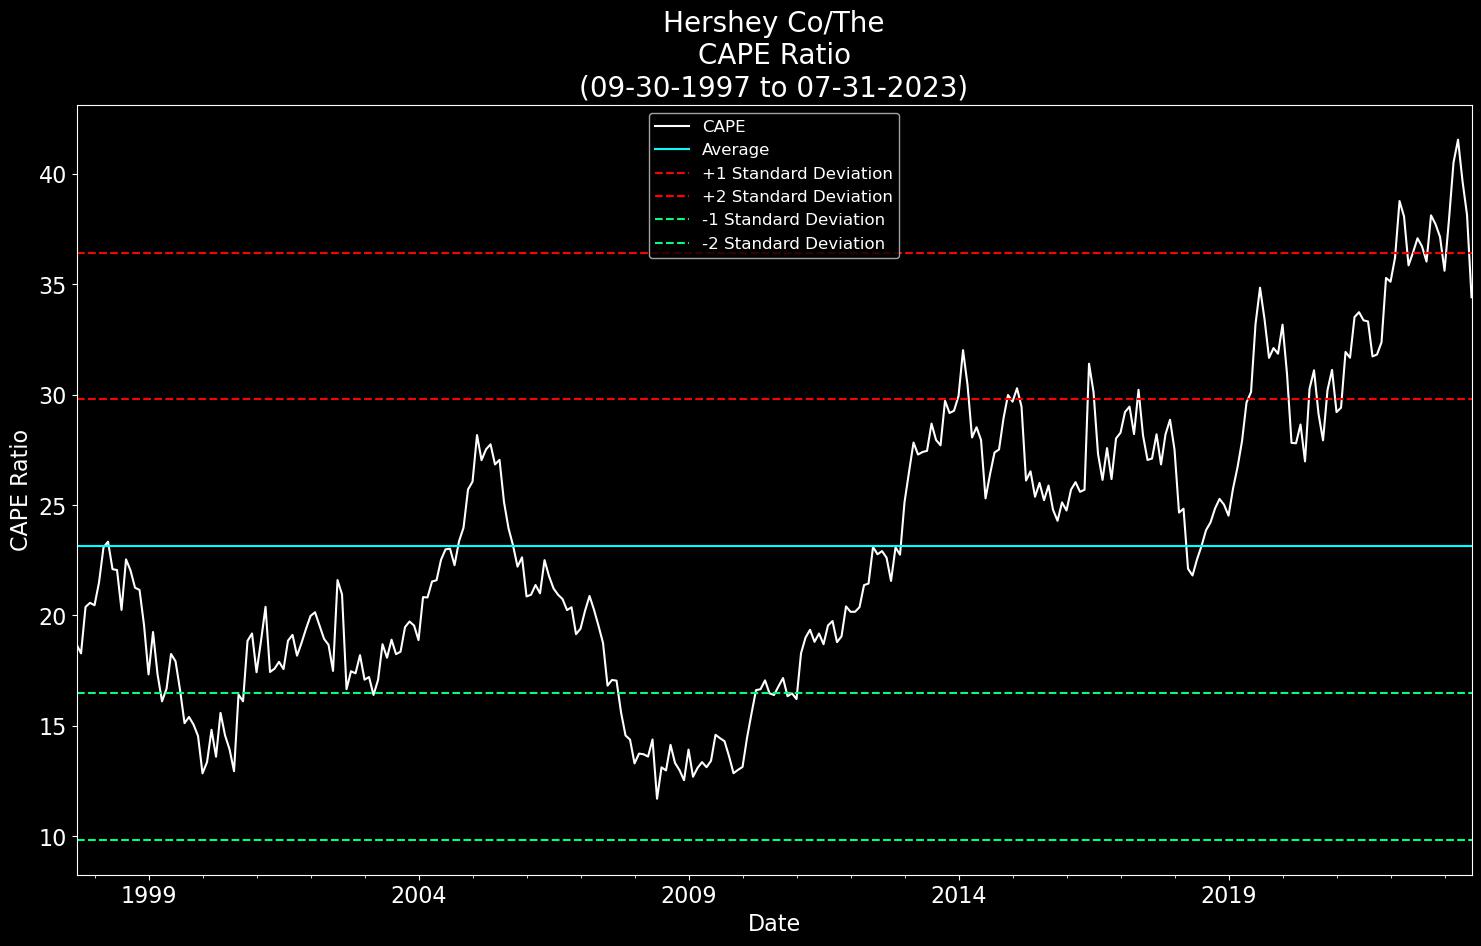 Hershey Co/The
CAPE Ratio
(09-30-1997 to 07-31-2023)
CAPE
Average
+1 Standard Deviation
+2 Standard Deviation
-1 Standard Deviation
-2 Standard Deviation
40
35
30
25
20
15
10
CAPE Ratio
1999 2004 2009 2014 2019
Date